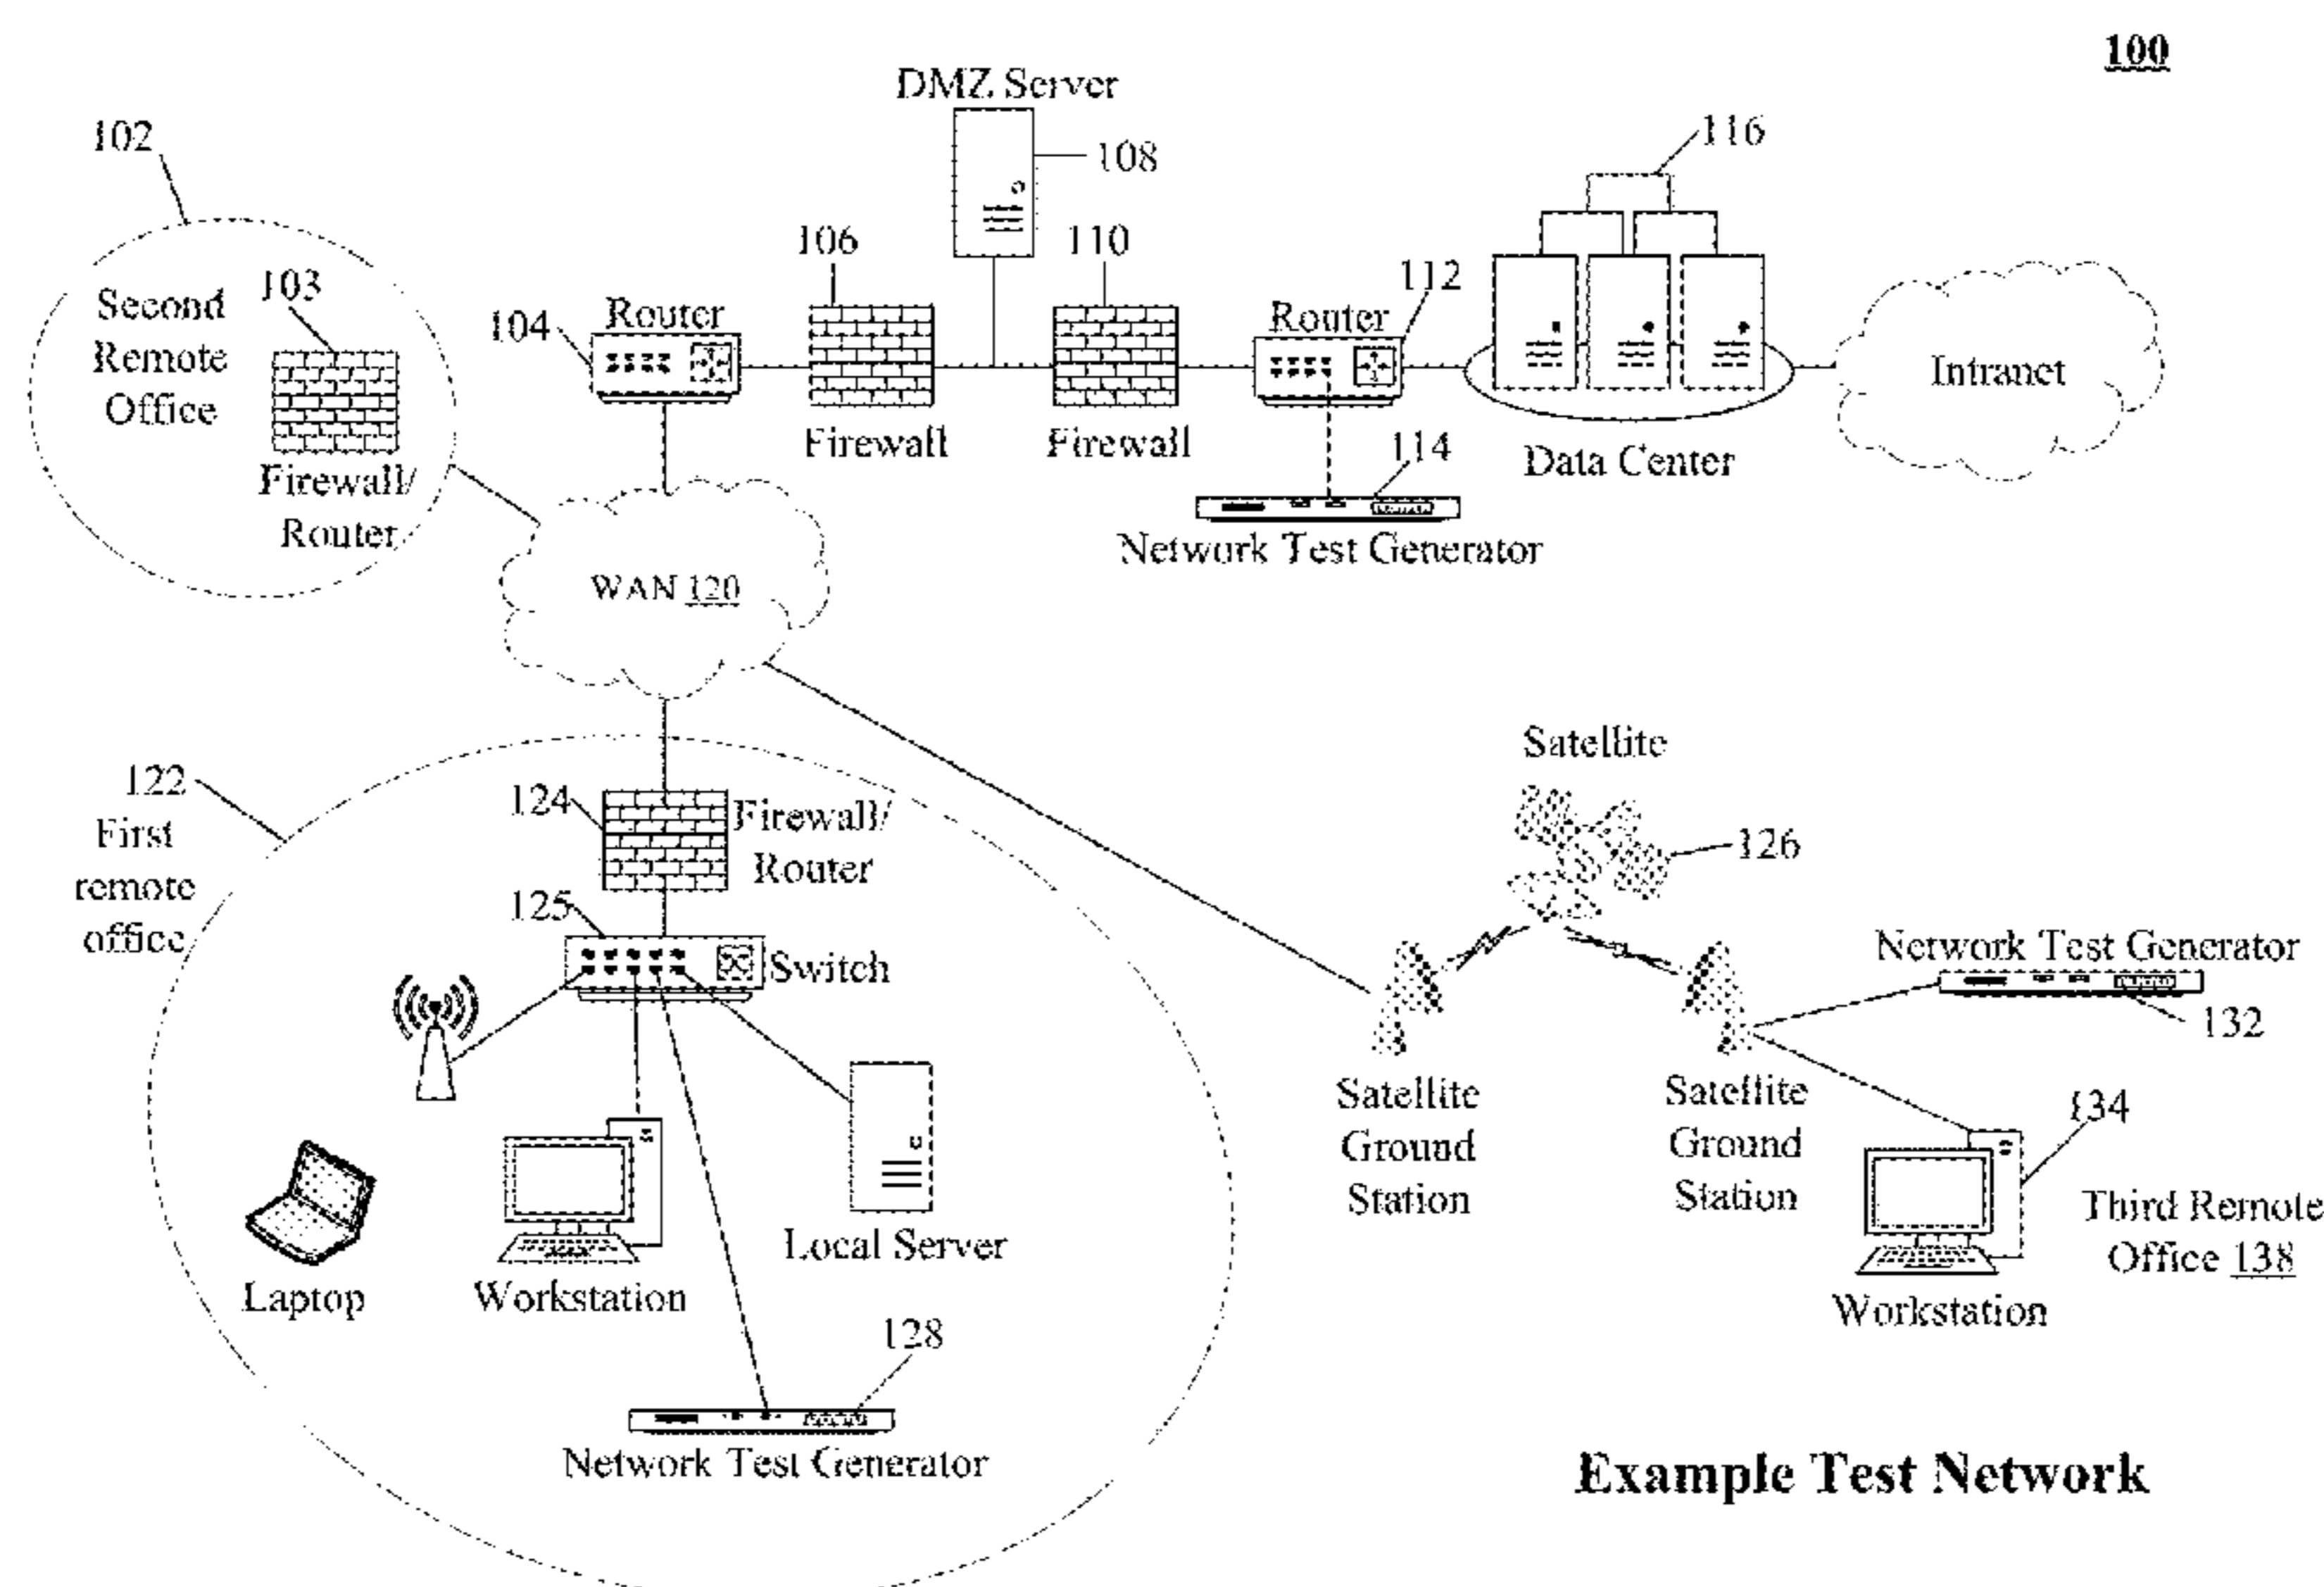 100
DMZ Server
102
116
108
106
110
112
103
Second
Remote
Office
104
Router
Router
Intranet
Firewall
Firewall
114
Data Center
Firewall/
Router
Network Test Generator
WAN 120
Satellite
122
First
remote
office
124
Firewall/
Router
126
125
Switch
Network Test Generator
132
Satellite
Ground
Station
Satellite
Ground
Station
134
Third Remote
Office 138
Local Server
Laptop
Workstation
Workstation
128
Network Test Generator
Example Test Network